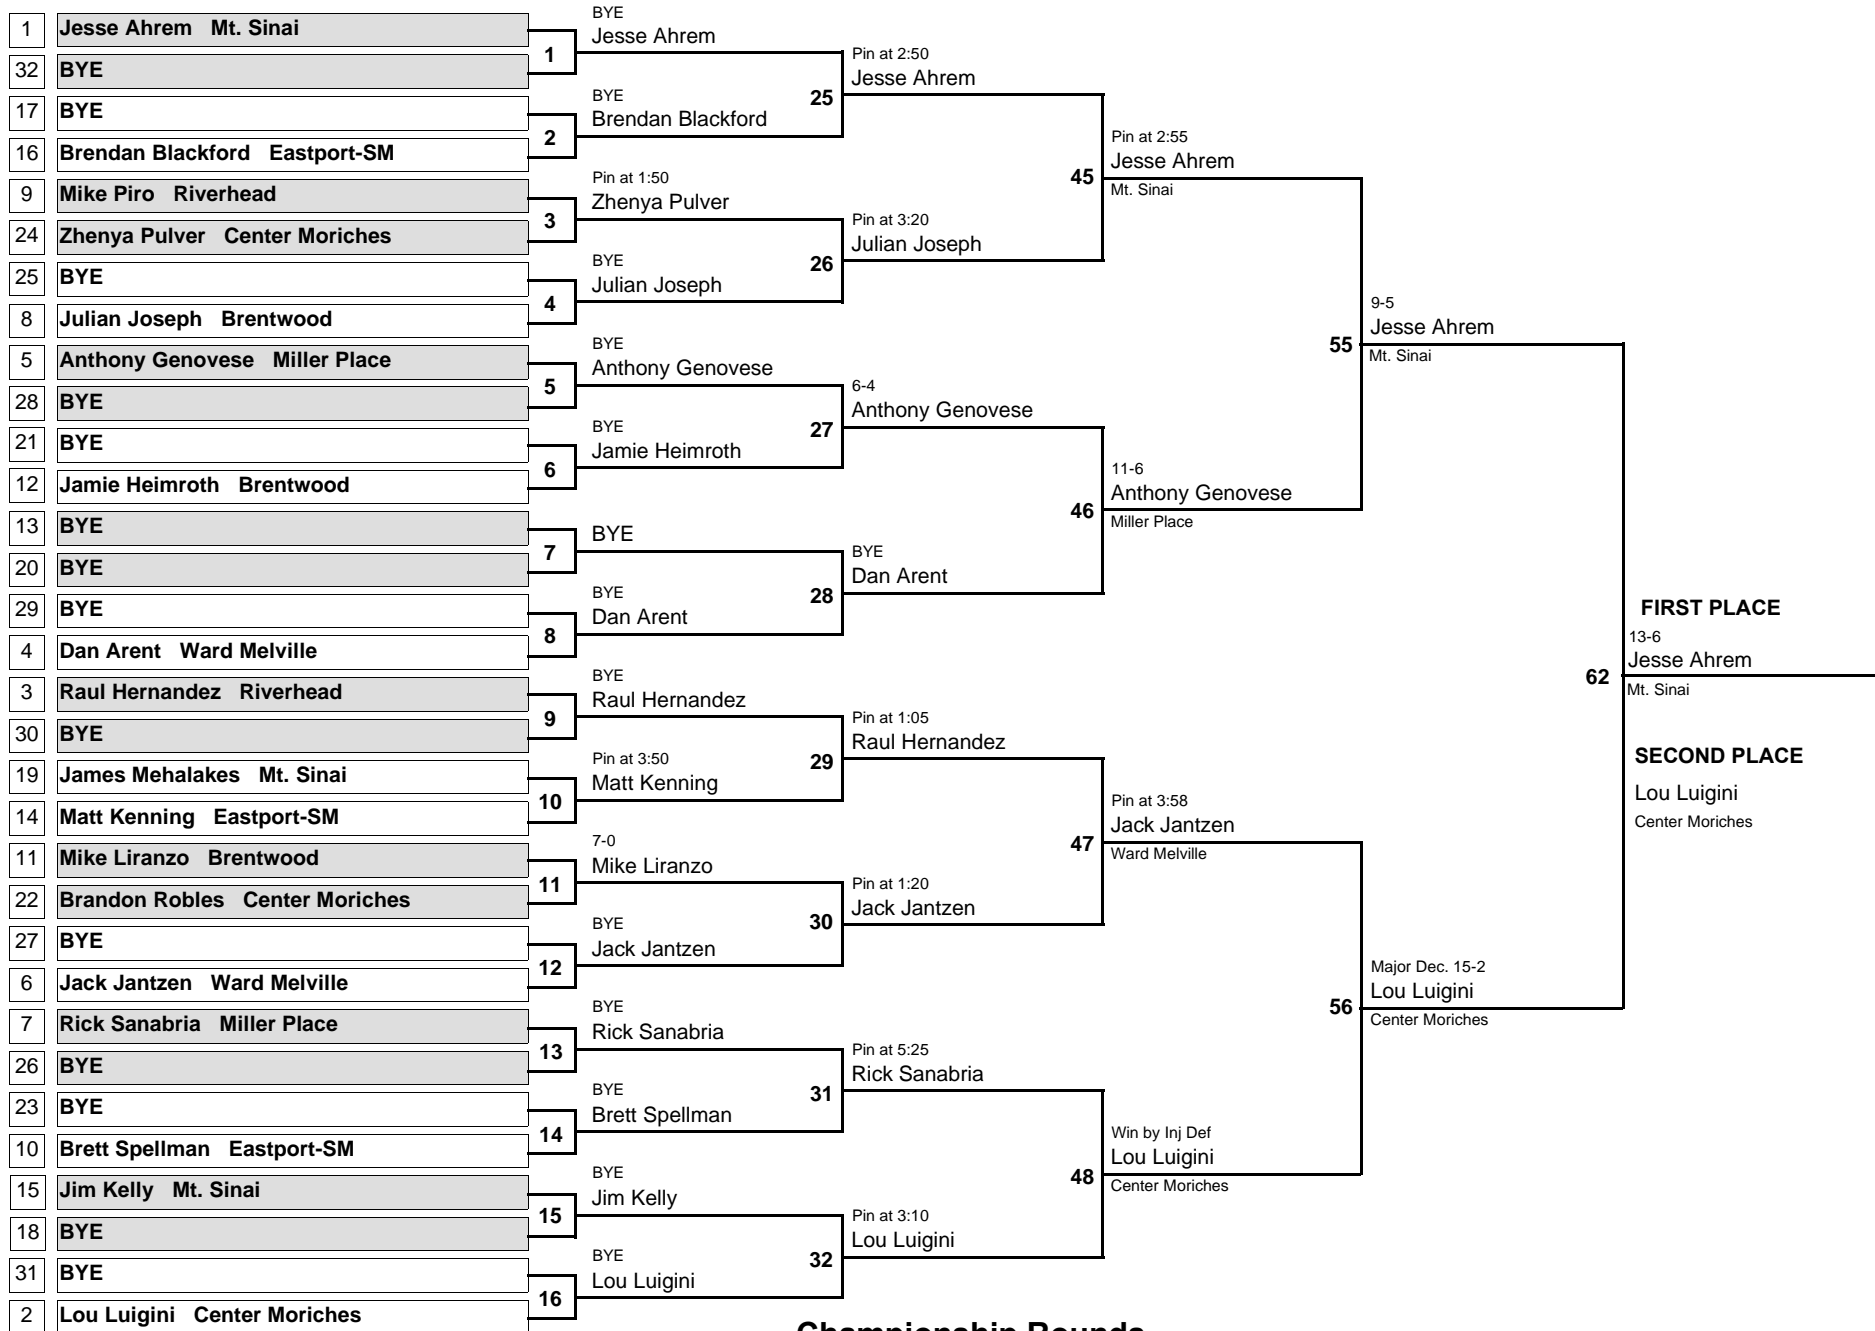 1 Jesse Ahrem Mt. Sinai
32 BYE
17 BYE
16 Brendan Blackford Eastport-SM
9 Mike Piro Riverhead
24 Zhenya Pulver Center Moriches
25 BYE
8 Julian Joseph Brentwood
5 Anthony Genovese Miller Place
28 BYE
21 BYE
12 Jamie Heimroth Brentwood
13 BYE
20 BYE
29 BYE
4 Dan Arent Ward Melville
3 Raul Hernandez Riverhead
30 BYE
19 James Mehalakes Mt. Sinai
14 Matt Kenning Eastport-SM
11 Mike Liranzo Brentwood
22 Brandon Robles Center Moriches
27 BYE
6 Jack Jantzen Ward Melville
7 Rick Sanabria Miller Place
26 BYE
23 BYE
10 Brett Spellman Eastport-SM
15 Jim Kelly Mt. Sinai
18 BYE
31 BYE
2 Lou Luigini Center Moriches
1
2
3
4
5
6
7
8
9
10
11
12
13
14
15
16
BYE
Jesse Ahrem
BYE
Brendan Blackford
Pin at 1:50
Zhenya Pulver
BYE
Julian Joseph
BYE
Anthony Genovese
BYE
Jamie Heimroth
BYE
BYE
Dan Arent
BYE
Raul Hernandez
Pin at 3:50
Matt Kenning
7-0
Mike Liranzo
BYE
Jack Jantzen
BYE
Rick Sanabria
BYE
Brett Spellman
BYE
Jim Kelly
BYE
Lou Luigini
25
26
27
28
29
30
31
32
Pin at 2:50
Jesse Ahrem
Pin at 3:20
Julian Joseph
6-4
Anthony Genovese
BYE
Dan Arent
Pin at 1:05
Raul Hernandez
Pin at 1:20
Jack Jantzen
Pin at 5:25
Rick Sanabria
Pin at 3:10
Lou Luigini
45
46
47
48
Pin at 2:55
Jesse Ahrem
Mt. Sinai
11-6
Anthony Genovese
Miller Place
Pin at 3:58
Jack Jantzen
Ward Melville
Win by Inj Def
Lou Luigini
Center Moriches
55
56
9-5
Jesse Ahrem
Mt. Sinai
Major Dec. 15-2
Lou Luigini
Center Moriches
62
FIRST PLACE
13-6
Jesse Ahrem
Mt. Sinai
SECOND PLACE
Lou Luigini
Center Moriches
Championship Rounds